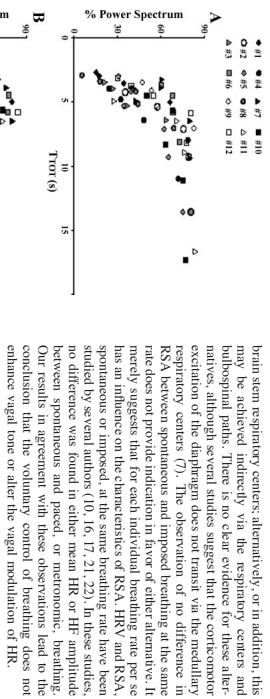 A
#1 #4 #7 #10
#2 #5 #8 #11
#3 #6 #9 #12
90
60
30
0
% Power Spectrum
0 5 10 15
TTOT (s)
B
brain stem respiratory centers; alternatively, or in addition, this
may be achieved indirectly via the respiratory centers and
bulbospinal paths. There is no clear evidence for these alter-
natives, although several studies suggest that the corticomotor
excitation of the diaphragm does not transit via the medullary
respiratory centers (7). The observation of no difference in
RSA between spontaneous and imposed breathing at the same
rate does not provide indication in favor of either alternative. It
merely suggests that for each individual breathing rate per se
has an influence on the characteristics of RSA. HRV and RSA,
spontaneous or imposed, at the same breathing rate have been
studied by several authors (10, 16, 17, 21, 22). In these studies,
no difference was found in either mean HR or HF amplitude
between spontaneous and paced, or metronomic, breathing.
Our results in agreement with these observations lead to the
conclusion that the voluntary control of breathing does not
enhance vagal tone or alter the vagal modulation of HR.